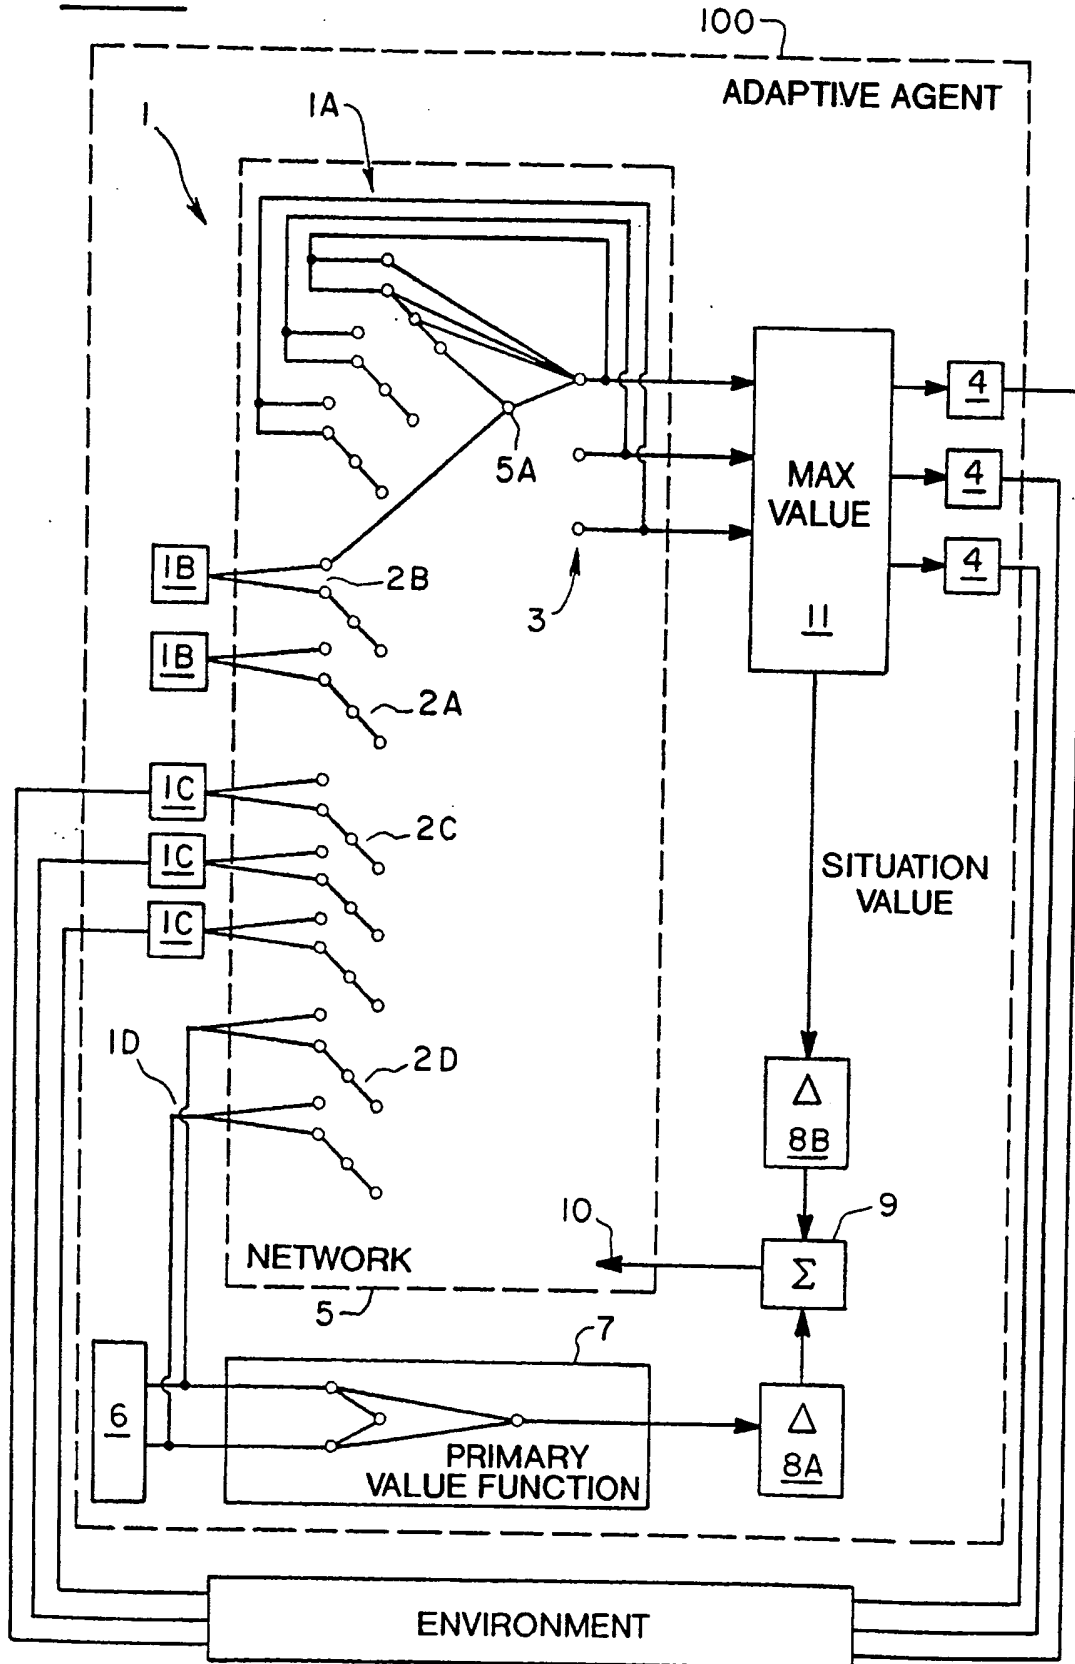 100
ADAPTIVE AGENT
1
1A
5A
4
4
4
MAX
VALUE
11
1B
2B
3
1B
2A
1C
2C
1C
1C
SITUATION
VALUE
1D
2D
Δ
8B
10
9
Σ
NETWORK
5
7
6
PRIMARY
VALUE FUNCTION
Δ
8A
ENVIRONMENT